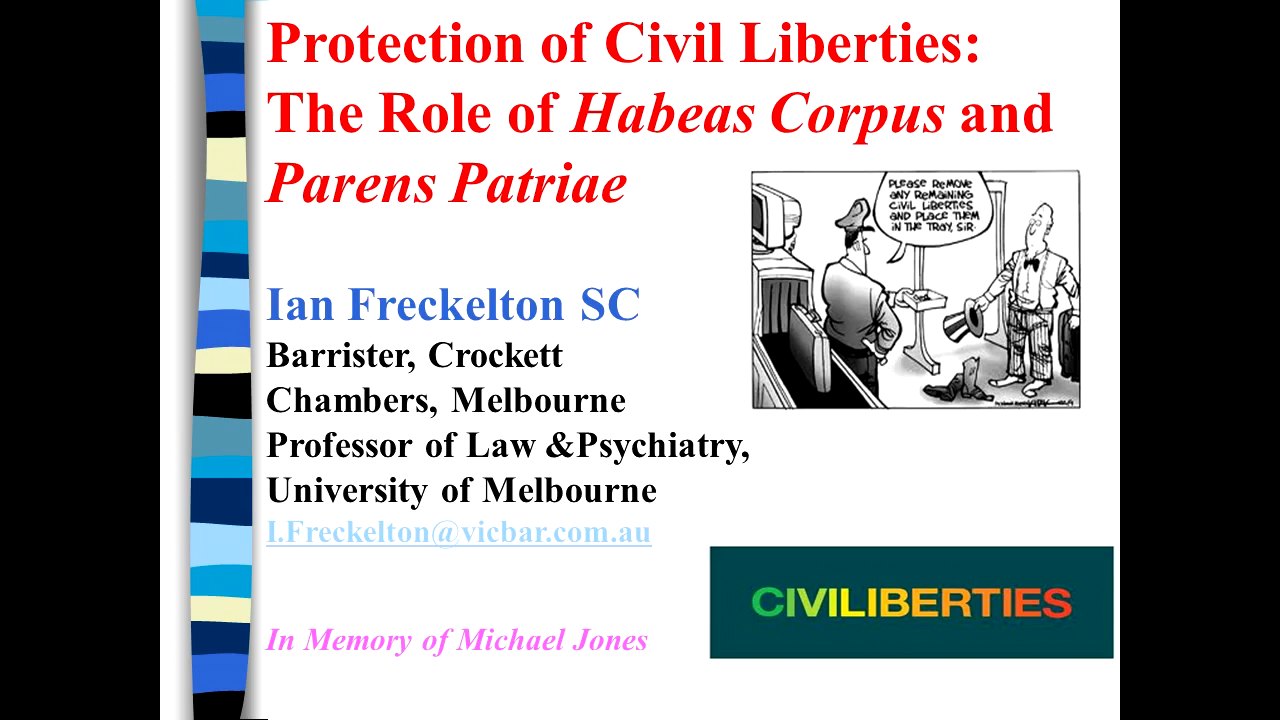 Protection of Civil Liberties:
The Role of Habeas Corpus and
Parens Patriae
PLEASE REMOVE
ANY REMAINING
CIVIL LIBERTIES
AND PLACE THEM
IN THE TRAY, SIR.
Ian Freckelton SC
Barrister, Crockett
Chambers, Melbourne
Professor of Law &Psychiatry,
University of Melbourne
I.Freckelton@vicbar.com.au
CIVILIBERTIES
In Memory of Michael Jones